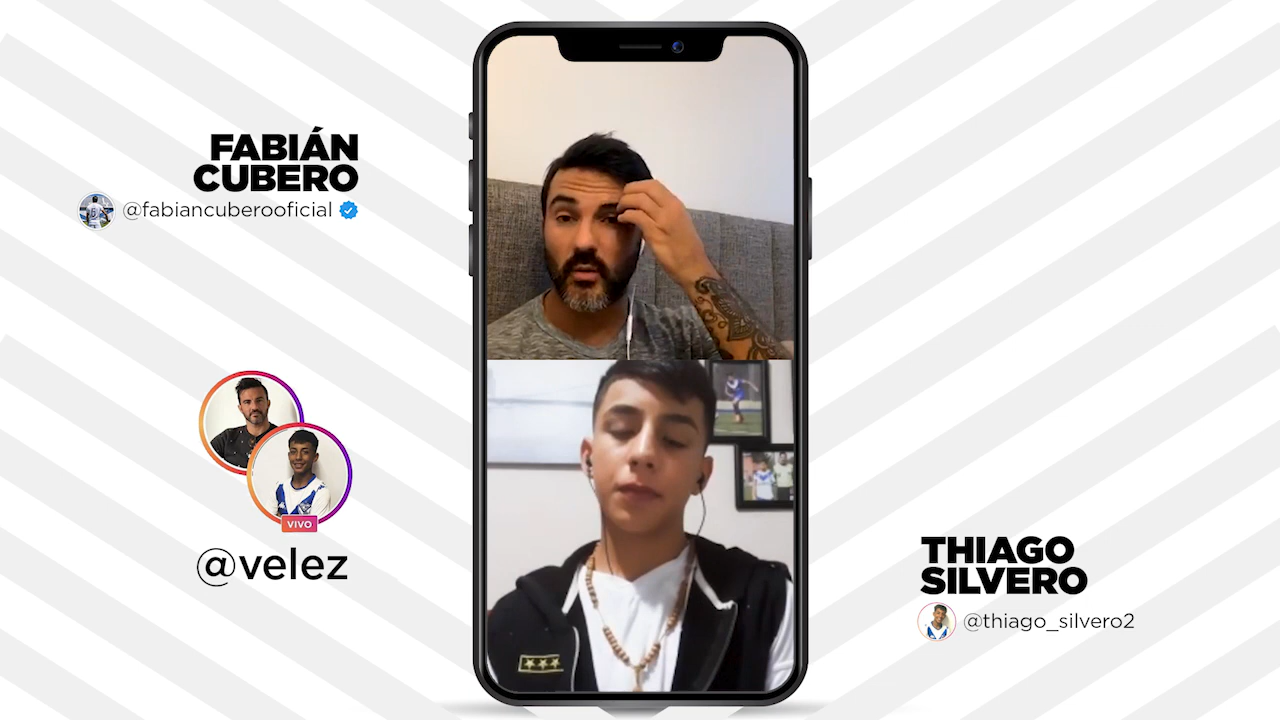 FABIÁN
CUBERO
@fabiancuberooficial
VIVO
@velez
THIAGO
SILVERO
@thiago_silvero2